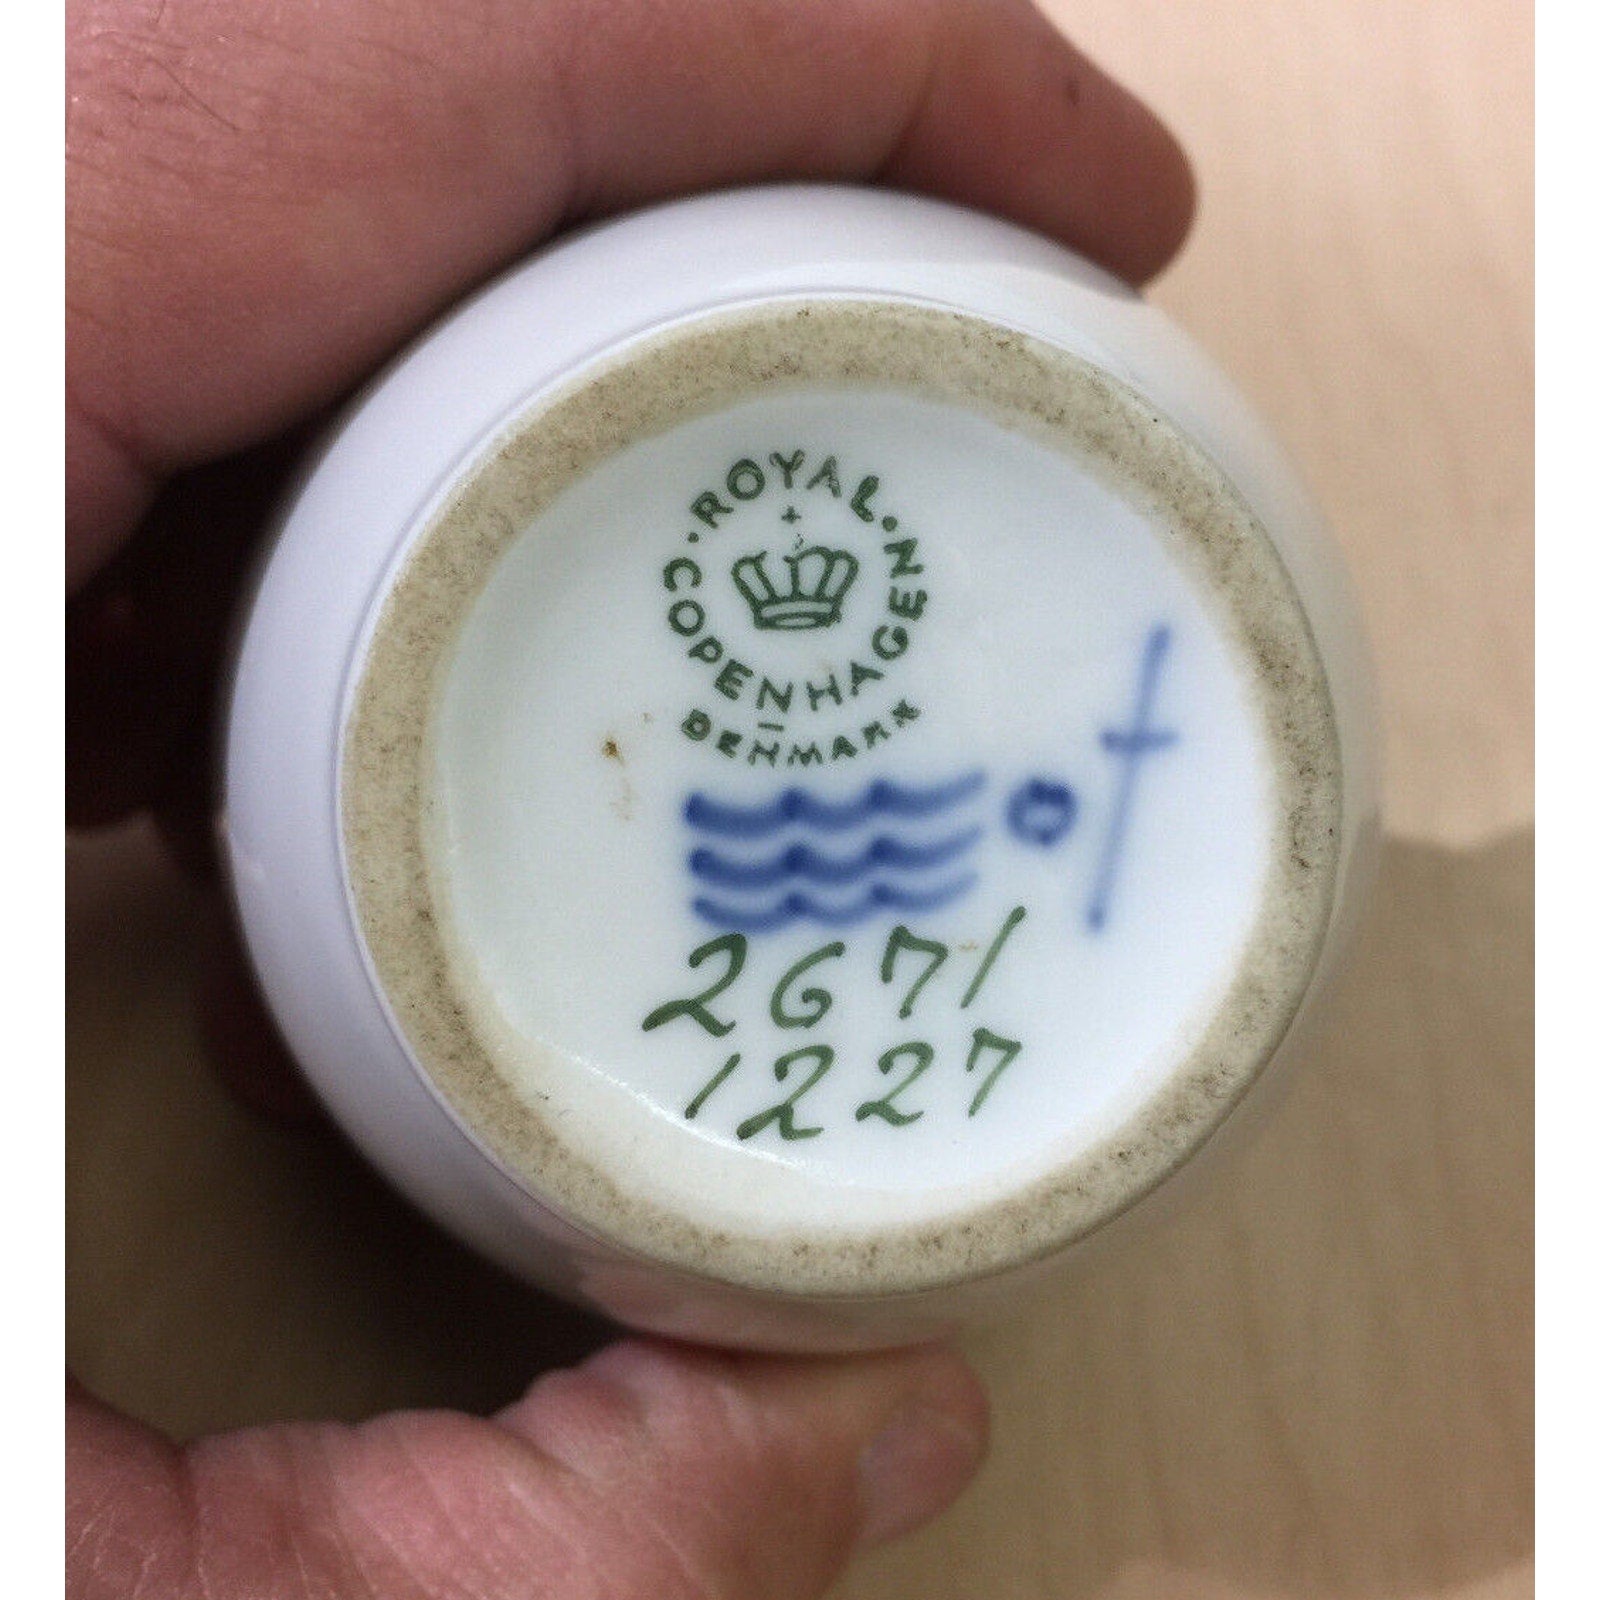 · ROYAL ·
COPENHAGEN
DENMARK
2671
1227